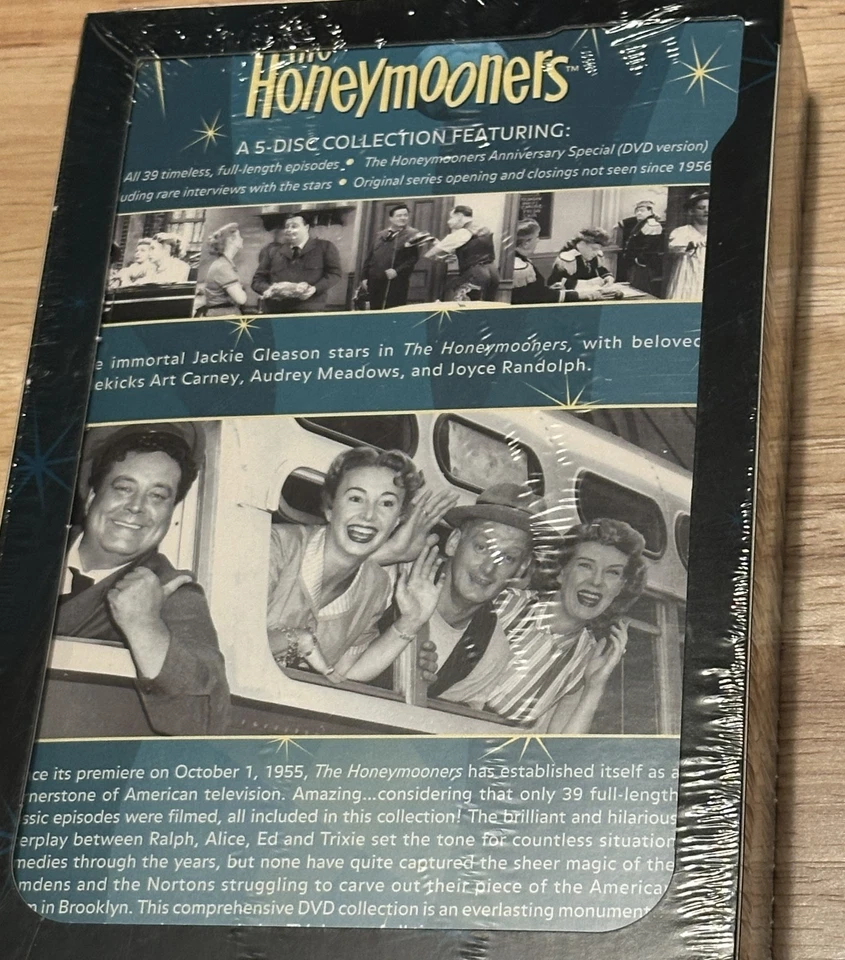 The
Honeymooners™
A 5-DISC COLLECTION FEATURING:
All 39 timeless, full-length episodes • The Honeymooners Anniversary Special (DVD version)
uding rare interviews with the stars • Original series opening and closings not seen since 1956
e immortal Jackie Gleason stars in The Honeymooners, with beloved
ekicks Art Carney, Audrey Meadows, and Joyce Randolph.
ce its premiere on October 1, 1955, The Honeymooners has established itself as a
nerstone of American television. Amazing...considering that only 39 full-length
ssic episodes were filmed, all included in this collection! The brilliant and hilarious
erplay between Ralph, Alice, Ed and Trixie set the tone for countless situation
medies through the years, but none have quite captured the sheer magic of the
mdens and the Nortons struggling to carve out their piece of the America
m in Brooklyn. This comprehensive DVD collection is an everlasting monument